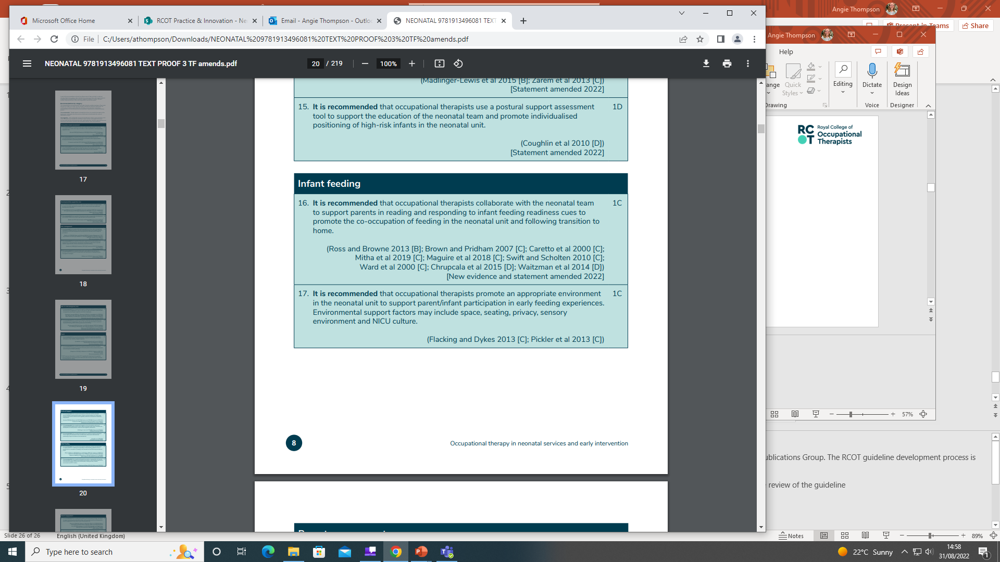 Angie Thompson
Microsoft Office Home
RCOT Practice & Innovation - Ne
Email - Angie Thompson - Outlo
NEONATAL 9781913496081 TEXT
Present in Teams
Share
File
C:/Users/athompson/Downloads/NEONATAL%209781913496081%20TEXT%20PROOF%203%20TF%20amends.pdf
Angie Thompson
Help
NEONATAL 9781913496081 TEXT PROOF 3 TF amends.pdf
20 / 219
100%
ange
Quick
Styles
Editing
Dictate
Design
Ideas
Drawing
Voice
Designer
17
18
19
20
(Madlinger-Lewis et al 2015 [B]; Zarem et al 2013 [C])
[Statement amended 2022]
15. It is recommended that occupational therapists use a postural support assessment 1D
tool to support the education of the neonatal team and promote individualised
positioning of high-risk infants in the neonatal unit.
(Coughlin et al 2010 [D])
[Statement amended 2022]
Infant feeding
16. It is recommended that occupational therapists collaborate with the neonatal team 1C
to support parents in reading and responding to infant feeding readiness cues to
promote the co-occupation of feeding in the neonatal unit and following transition to
home.
(Ross and Browne 2013 [B]; Brown and Pridham 2007 [C]; Caretto et al 2000 [C];
Mitha et al 2019 [C]; Maguire et al 2018 [C]; Swift and Scholten 2010 [C];
Ward et al 2000 [C]; Chrupcala et al 2015 [D]; Waitzman et al 2014 [D])
[New evidence and statement amended 2022]
17. It is recommended that occupational therapists promote an appropriate environment 1C
in the neonatal unit to support parent/infant participation in early feeding experiences.
Environmental support factors may include space, seating, privacy, sensory
environment and NICU culture.
(Flacking and Dykes 2013 [C]; Pickler et al 2013 [C])
8
Occupational therapy in neonatal services and early intervention
RC
OT
Royal College of
Occupational
Therapists
57%
ublications Group. The RCOT guideline development process is
review of the guideline
Slide 26 of 26
English (United Kingdom)
Notes
89%
Type here to search
22°C Sunny
14:58
31/08/2022
1